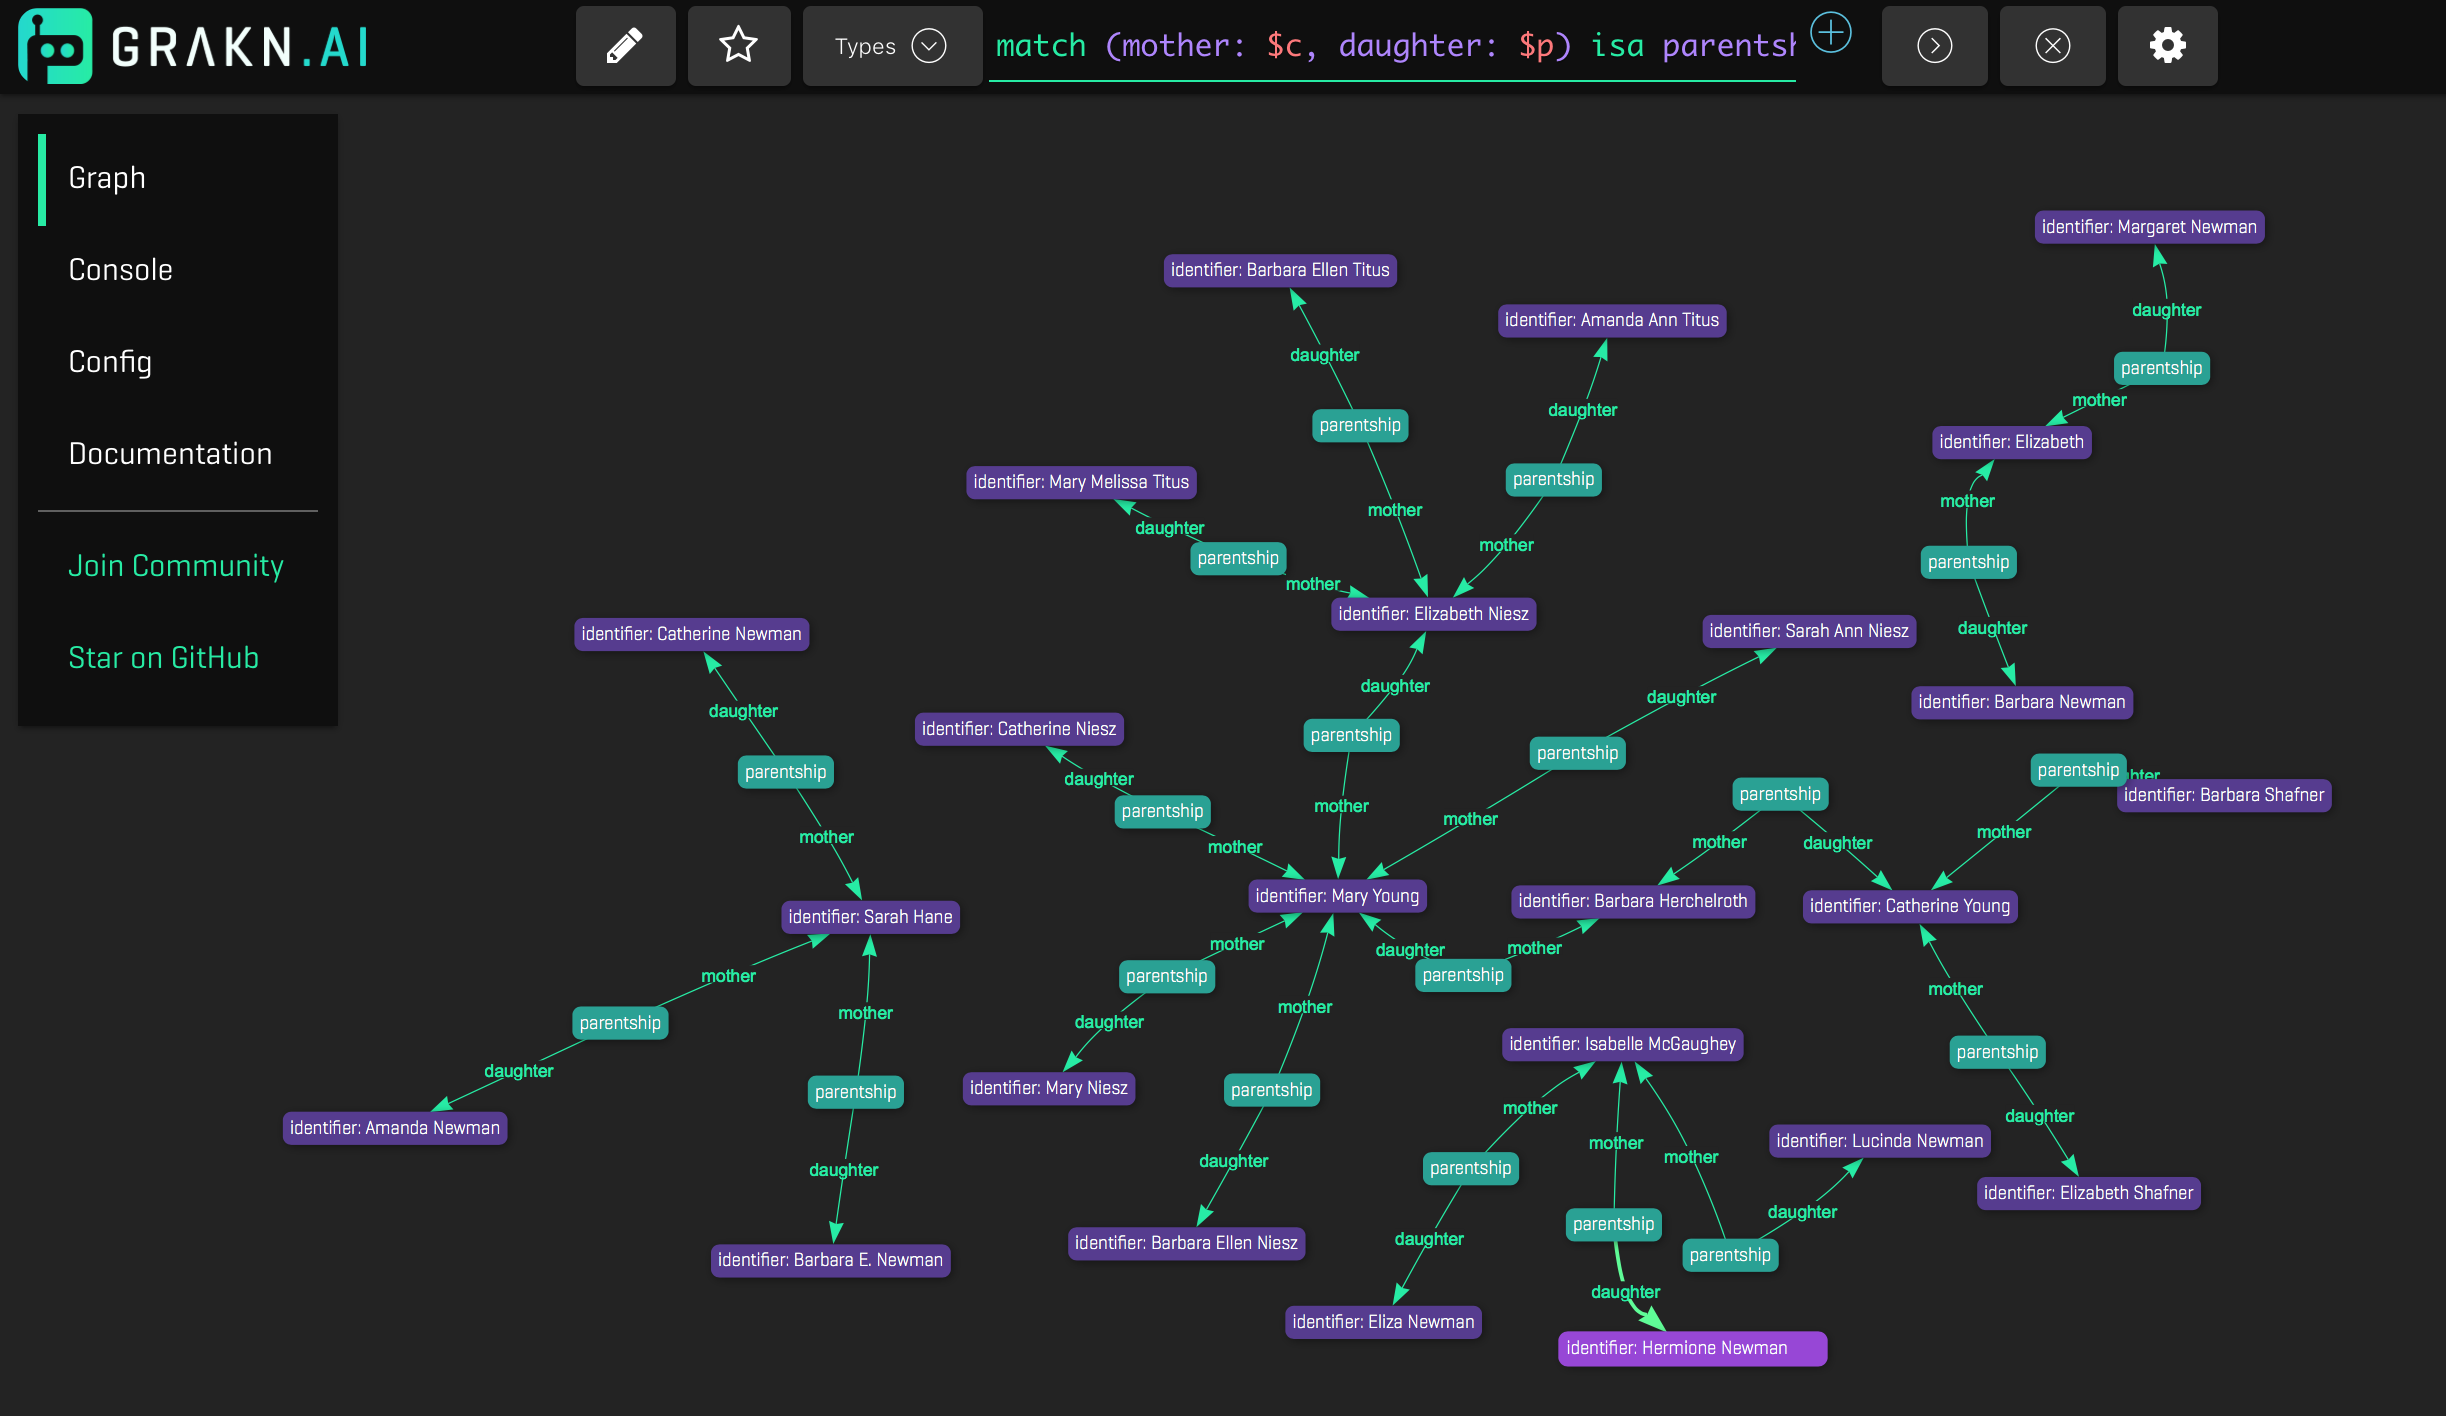 GRAKN.AI
Types
match (mother: $c, daughter: $p) isa parentsh
Graph
Console
Config
Documentation
Join Community
Star on GitHub
identifier: Margaret Newman
identifier: Barbara Ellen Titus
daughter
identifier: Amanda Ann Titus
daughter
parentship
mother
daughter
parentship
identifier: Elizabeth
identifier: Mary Melissa Titus
parentship
mother
mother
daughter
mother
parentship
parentship
mother
identifier: Elizabeth Niesz
daughter
identifier: Catherine Newman
identifier: Sarah Ann Niesz
daughter
daughter
identifier: Barbara Newman
daughter
identifier: Catherine Niesz
parentship
parentship
parentship
parentship
daughter
hter
identifier: Barbara Shafner
parentship
mother
parentship
mother
mother
mother
mother
daughter
mother
identifier: Mary Young
identifier: Barbara Herchelroth
identifier: Catherine Young
identifier: Sarah Hane
mother
daughter
mother
mother
parentship
parentship
mother
mother
mother
parentship
daughter
identifier: Isabelle McGaughey
parentship
daughter
identifier: Mary Niesz
parentship
parentship
mother
daughter
identifier: Amanda Newman
mother
identifier: Lucinda Newman
mother
daughter
daughter
parentship
identifier: Elizabeth Shafner
daughter
parentship
daughter
identifier: Barbara Ellen Niesz
parentship
identifier: Barbara E. Newman
daughter
identifier: Eliza Newman
identifier: Hermione Newman